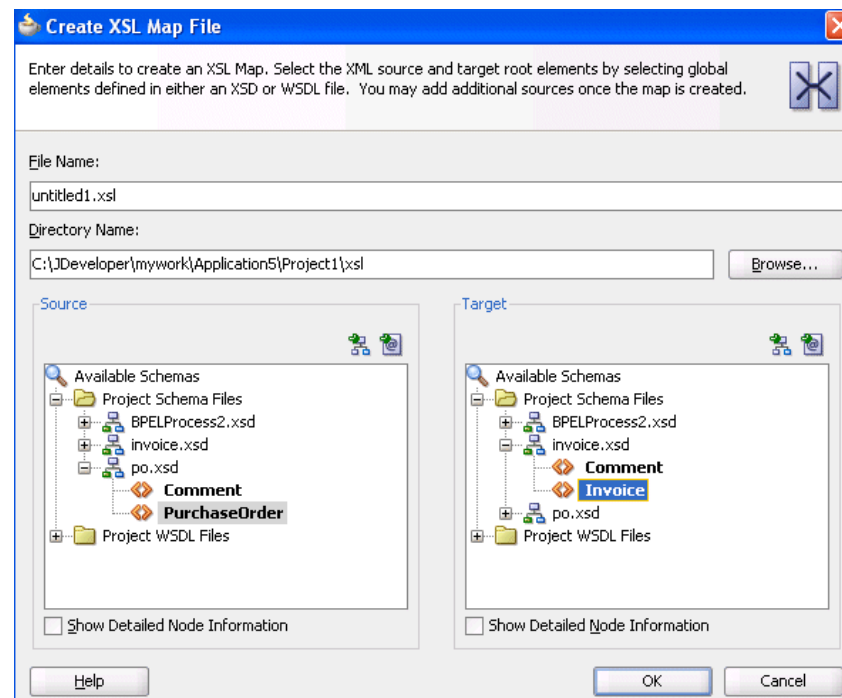 Create XSL Map File
Enter details to create an XSL Map. Select the XML source and target root elements by selecting global
elements defined in either an XSD or WSDL file. You may add additional sources once the map is created.
File Name:
untitled1.xsl
Directory Name:
C:\JDeveloper\mywork\Application5\Project1\xsl
Browse...
Source
Available Schemas
Project Schema Files
BPELProcess2.xsd
invoice.xsd
po.xsd
Comment
PurchaseOrder
Project WSDL Files
Show Detailed Node Information
Target
Available Schemas
Project Schema Files
BPELProcess2.xsd
invoice.xsd
Comment
Invoice
po.xsd
Project WSDL Files
Show Detailed Node Information
Help
OK
Cancel